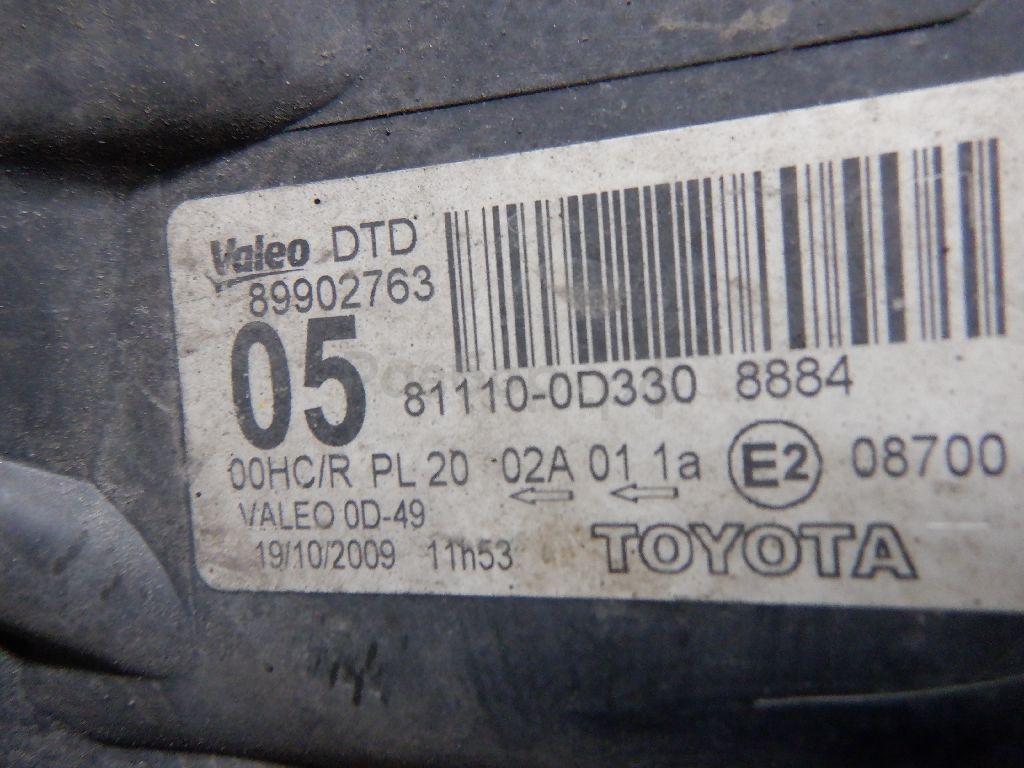 Valeo DTD
89902763
05
81110-0D330 8884
00HC/R PL 20 02A 01 1a E2 08700
VALEO 0D-49
19/10/2009 11h53 TOYOTA